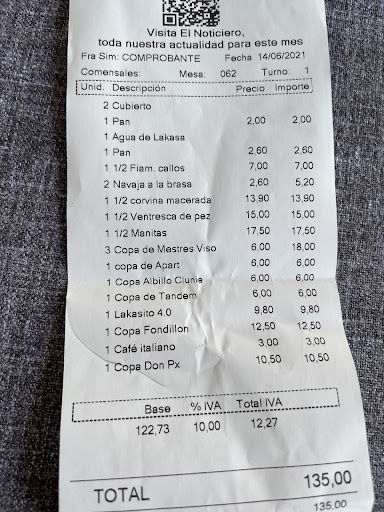 Visita El Noticiero,
toda nuestra actualidad para este mes
Fra Sim: COMPROBANTE Fecha 14/06/2021
Comensales: Mesa: 062 Turno: 1
Unid. Descripción Precio Importe
2 Cubierto
1 Pan 2,00 2,00
1 Agua de Lakasa
1 Pan 2,60 2,60
1 1/2 Fiam. callos 7,00 7,00
2 Navaja a la brasa 2,60 5,20
1 1/2 corvina macerada 13,90 13,90
1 1/2 Ventresca de pez 15,00 15,00
1 1/2 Manitas 17,50 17,50
3 Copa de Mestres Viso 6,00 18,00
1 copa de Apart 6,00 6,00
1 Copa Albillo Clunia 6,00 6,00
1 Copa de Tandem 6,00 6,00
1 Lakasito 4.0 9,80 9,80
1 Copa Fondillon 12,50 12,50
1 Café italiano 3,00 3,00
1 Copa Don Px 10,50 10,50
Base % IVA Total IVA
122,73 10,00 12,27
TOTAL 135,00
135,00